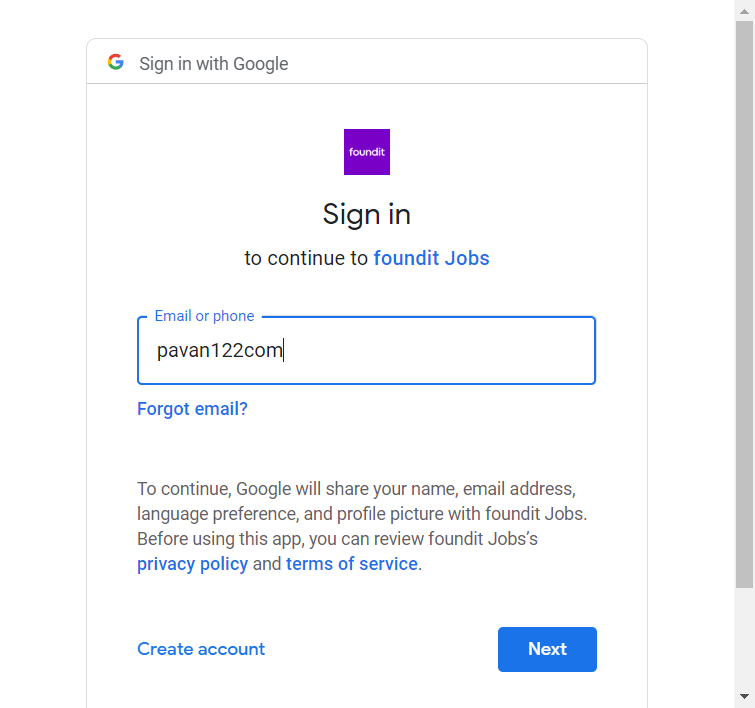 Sign in with Google
foundit
Sign in
to continue to foundit Jobs
Email or phone
pavan122com
Forgot email?
To continue, Google will share your name, email address,
language preference, and profile picture with foundit Jobs.
Before using this app, you can review foundit Jobs's
privacy policy and terms of service.
Create account
Next